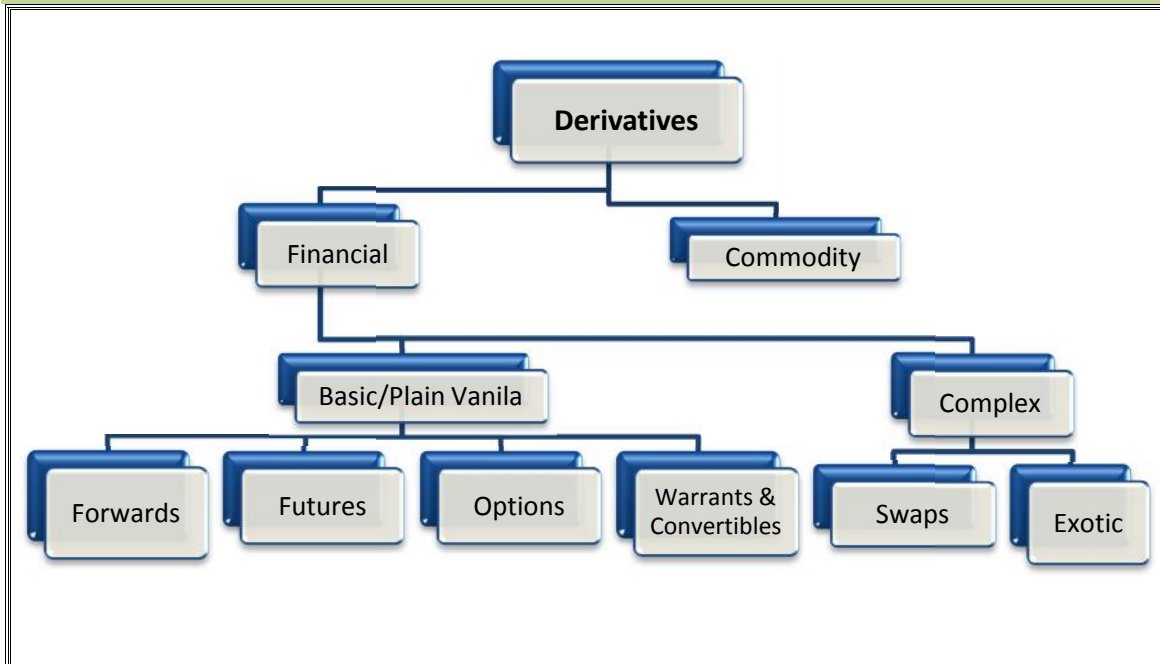 Derivatives
Financial
Commodity
Basic/Plain Vanila
Complex
Forwards
Futures
Options
Warrants &
Convertibles
Swaps
Exotic